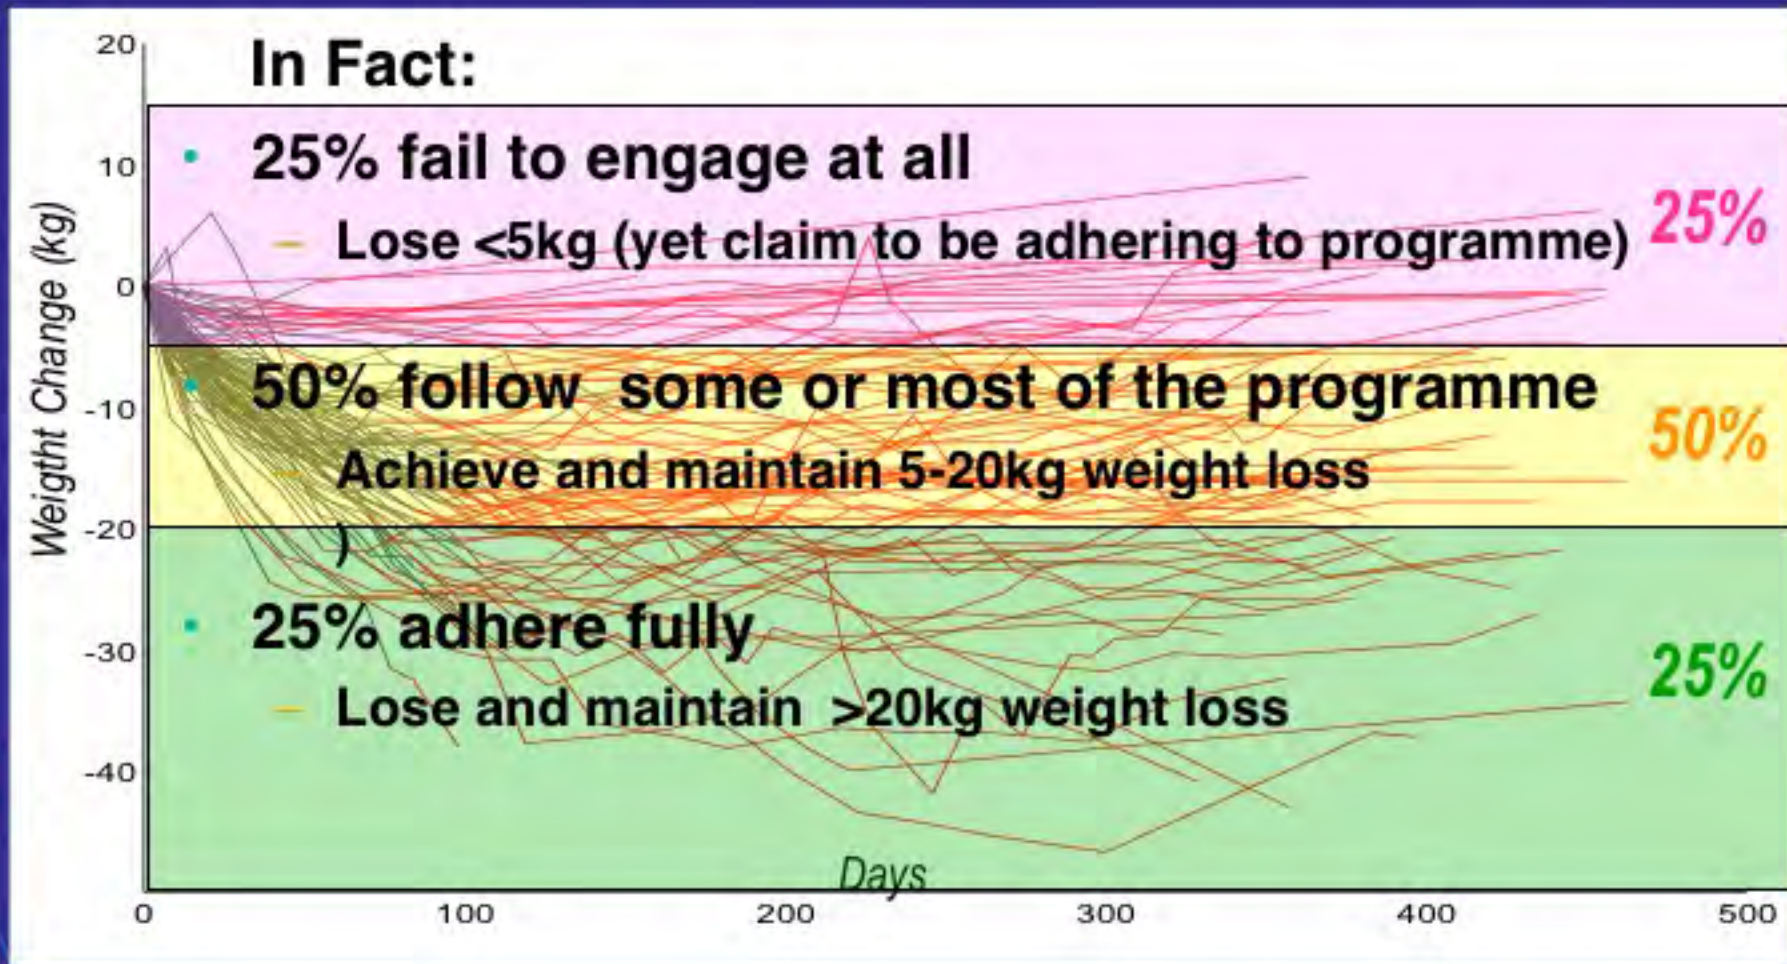 In Fact:
• 25% fail to engage at all
– Lose <5kg (yet claim to be adhering to programme)
25%
• 50% follow some or most of the programme
– Achieve and maintain 5-20kg weight loss
)
50%
• 25% adhere fully
– Lose and maintain >20kg weight loss
25%
Weigtht Change (kg)
20
10
0
-10
-20
-30
-40
Days
0 100 200 300 400 500